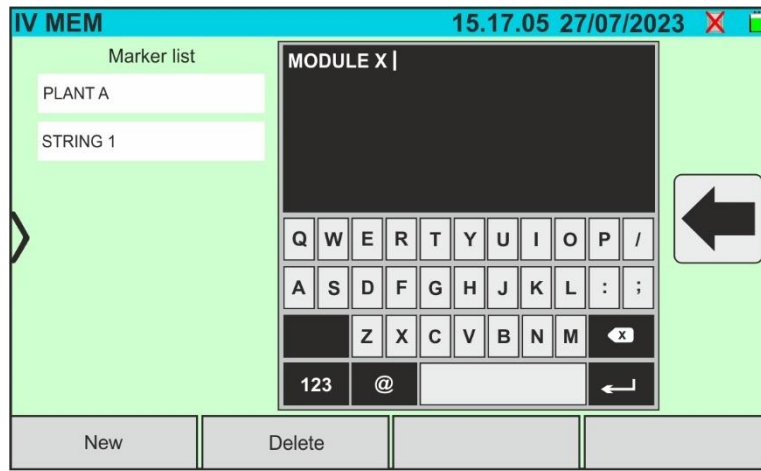 IV MEM 15.17.05 27/07/2023
Marker list
PLANT A
STRING 1
MODULE X
Q W E R T Y U I O P /
A S D F G H J K L : ;
Z X C V B N M X
123 @
New Delete